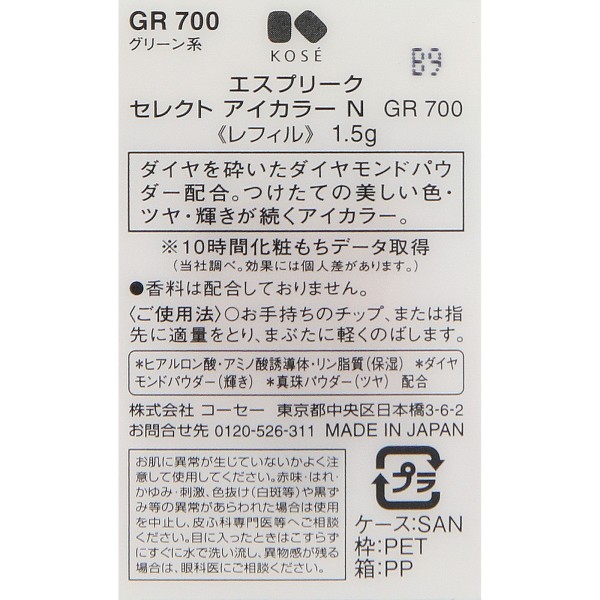 GR 700
グリーン系
KOSÉ
B9
エスプリーク
セレクト アイカラー N GR 700
《レフィル》 1.5g
ダイヤを砕いたダイヤモンドパウ
ダー配合。つけたての美しい色・
ツヤ・輝きが続くアイカラー。
※10時間化粧もちデータ取得
(当社調べ。効果には個人差があります。)
●香料は配合しておりません。
〈ご使用法〉○お手持ちのチップ、または指
先に適量をとり、まぶたに軽くのばします。
*ヒアルロン酸・アミノ酸誘導体・リン脂質(保湿) *ダイヤ
モンドパウダー(輝き) *真珠パウダー(ツヤ) 配合
株式会社 コーセー 東京都中央区日本橋3-6-2
お問合せ先 0120-526-311 MADE IN JAPAN
お肌に異常が生じていないかよく注
意して使用してください。赤味・はれ・
かゆみ・刺激、色抜け(白斑等)や黒ず
み等の異常があらわれた場合は使用
を中止し、皮ふ科専門医等へご相談
ください。目に入ったときはこすらず
にすぐに水で洗い流し、異物感が残る
場合は、眼科医にご相談ください。
プラ
ケース:SAN
枠:PET
箱:PP